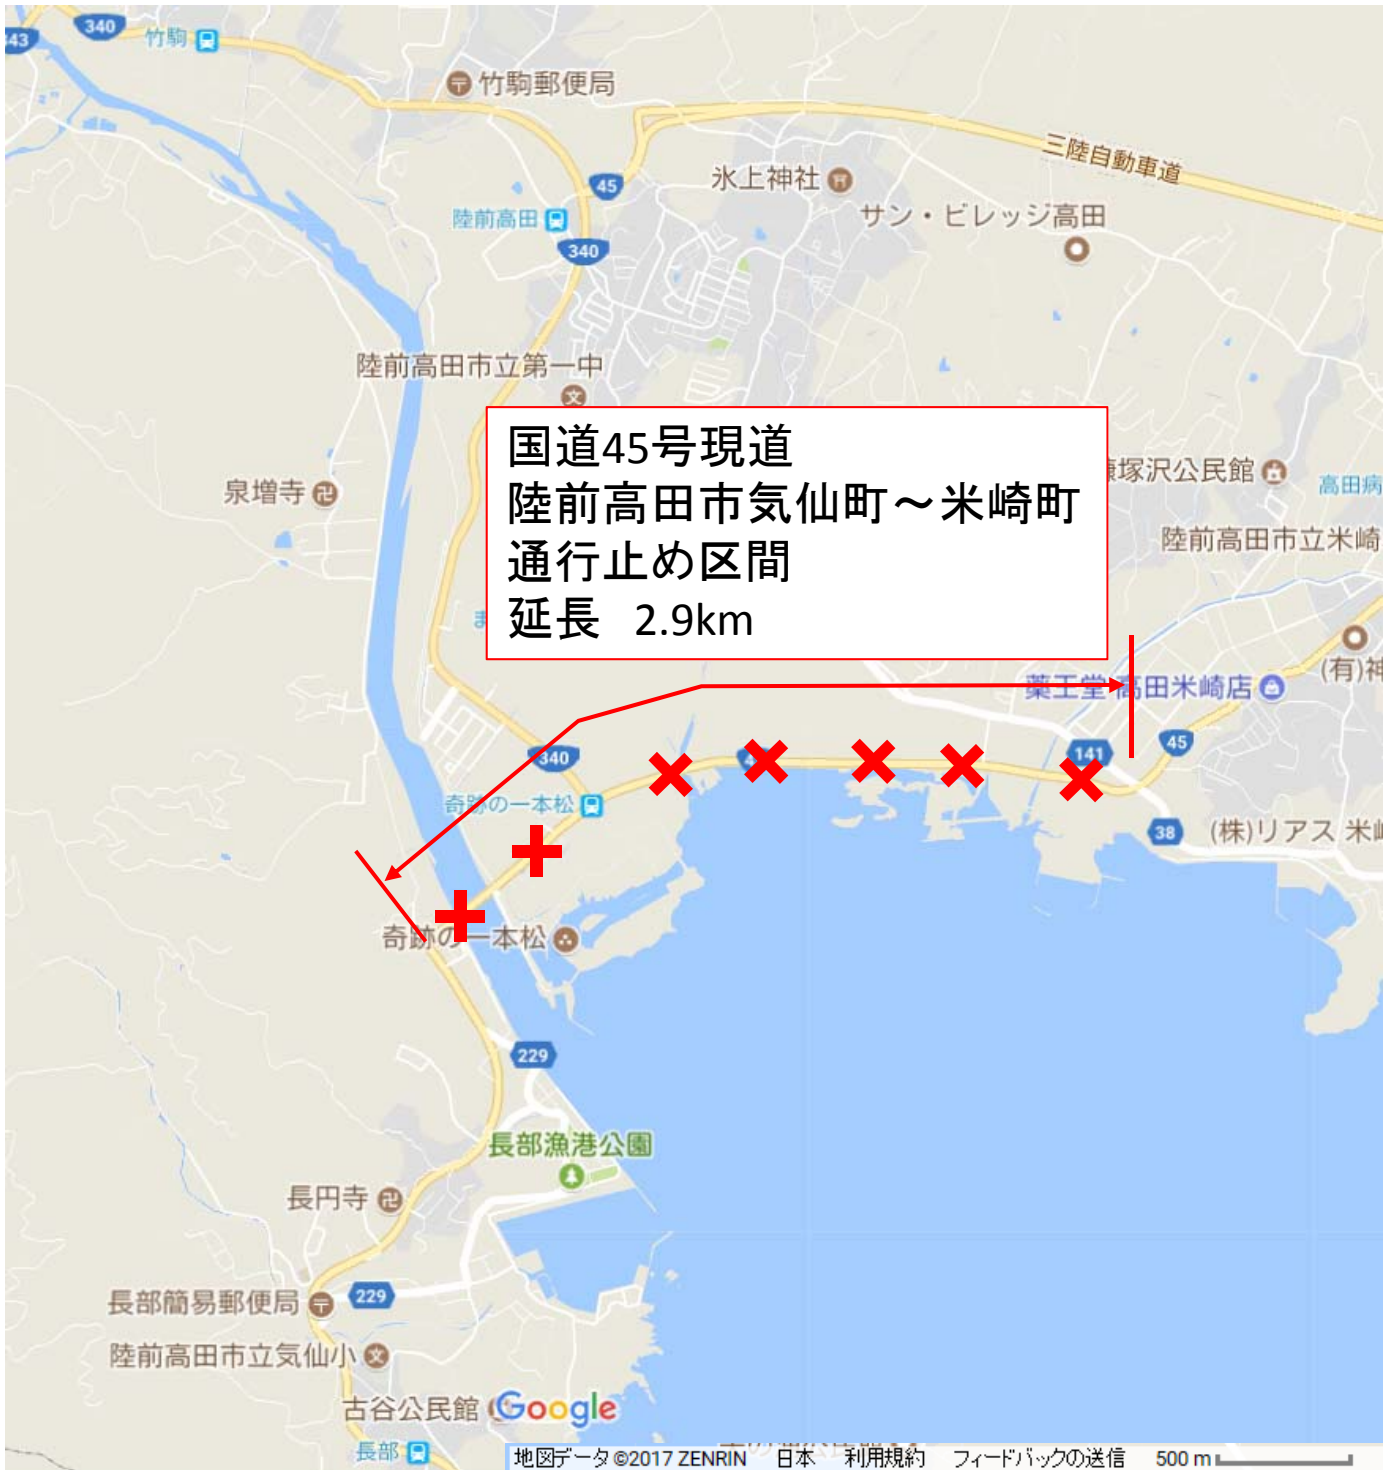 340
343
竹駒
竹駒郵便局
三陸自動車道
45
氷上神社
陸前高田
サン・ビレッジ高田
340
陸前高田市立第一中
国道45号現道
陸前高田市気仙町～米崎町
通行止め区間
延長 2.9km
塚沢公民館
泉増寺
高田病
陸前高田市立米崎
(有)神
薬王堂 高田米崎店
45
141
340
奇跡の一本松
38
(株)リアス 米崎
奇跡の一本松
229
長部漁港公園
長円寺
長部簡易郵便局
229
陸前高田市立気仙小
古谷公民館
Google
長部
地図データ ©2017 ZENRIN 日本 利用規約 フィードバックの送信 500 m